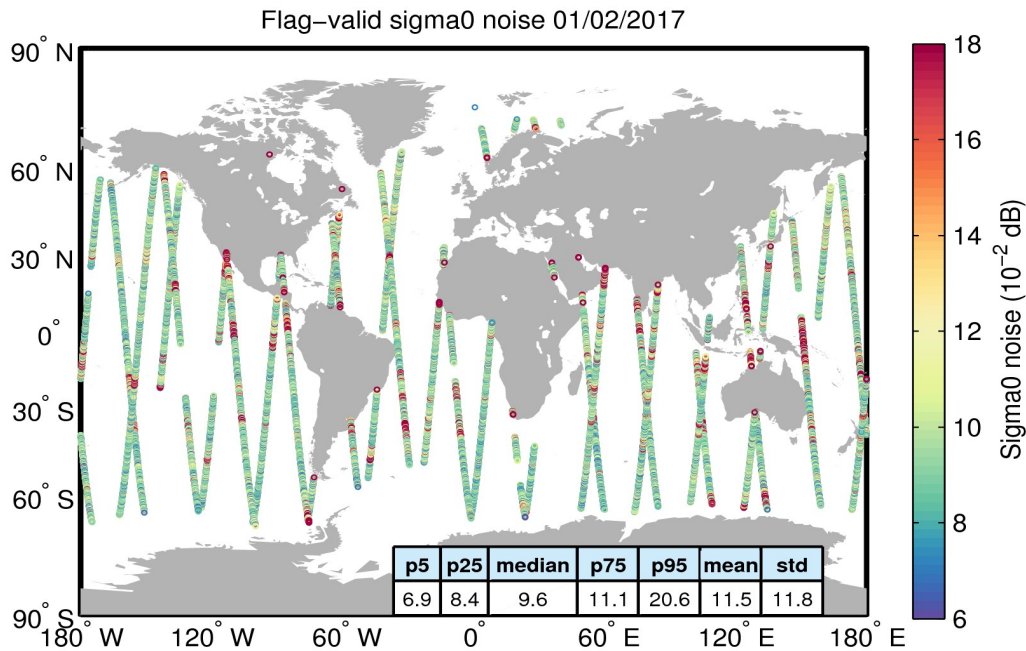 Flag−valid sigma0 noise 01/02/2017
90° N
60° N
30° N
0°
30° S
60° S
90° S
180° W
120° W
60° W
0°
60° E
120° E
180° E
p5 p25 median p75 p95 mean std
6.9 8.4 9.6 11.1 20.6 11.5 11.8
18
16
14
12
10
8
6
Sigma0 noise (10−2 dB)